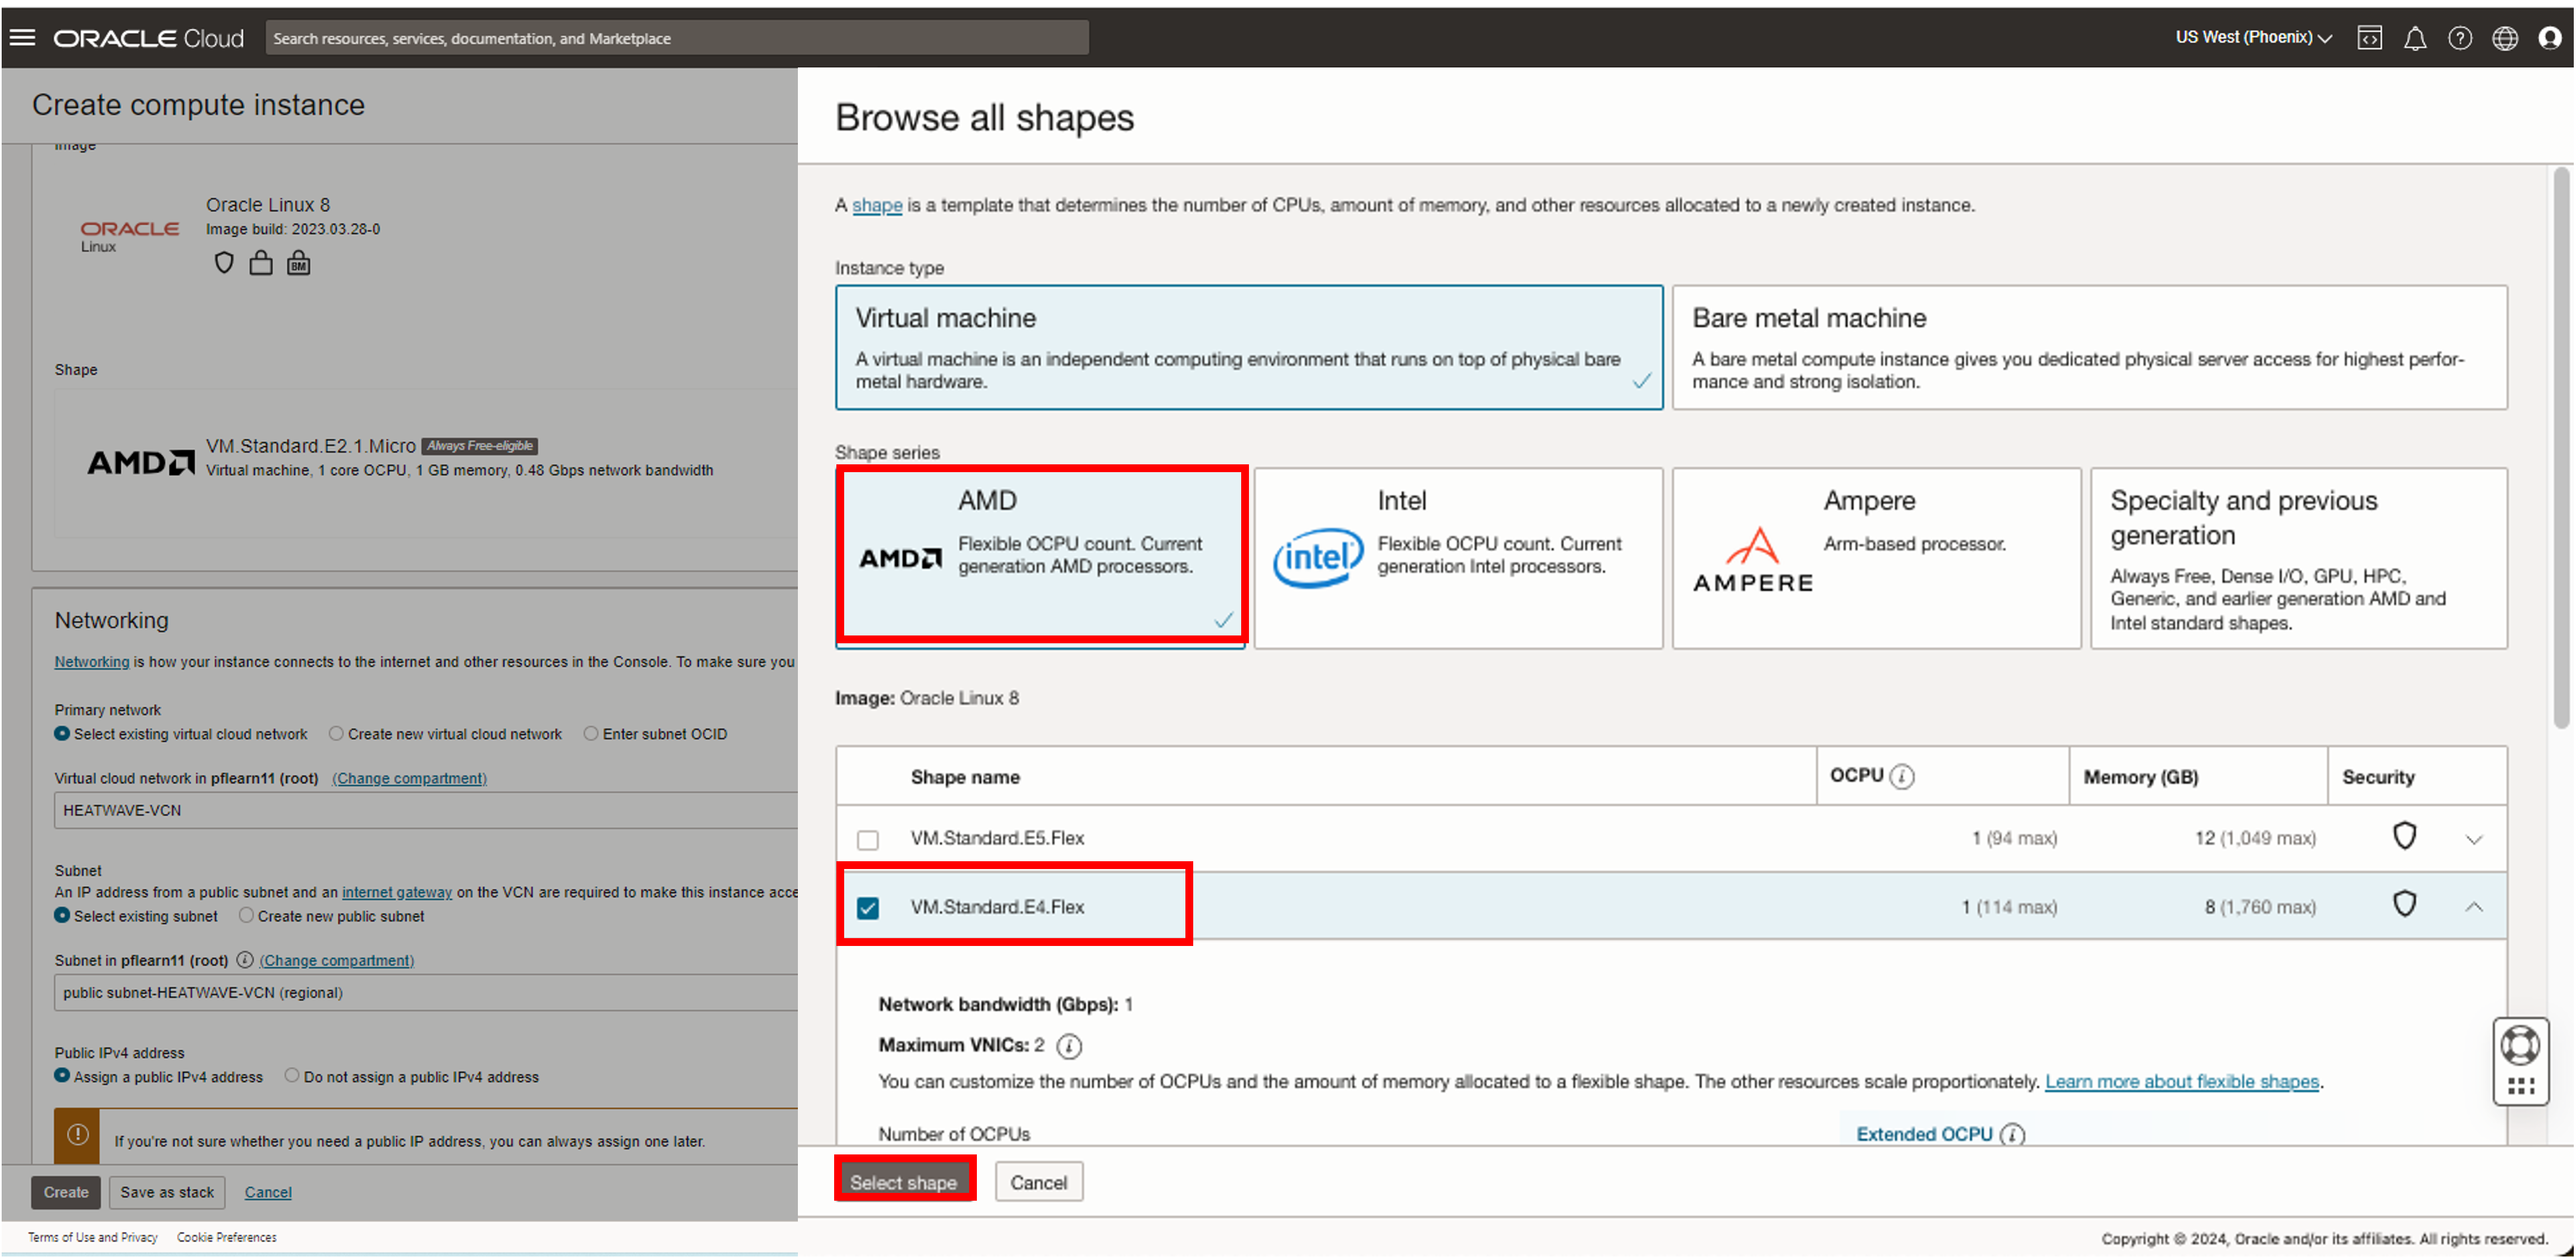 ORACLE Cloud
Search resources, services, documentation, and Marketplace
US West (Phoenix)
Create compute instance
Image
ORACLE
Linux
Oracle Linux 8
Image build: 2023.03.28-0
BM
Shape
AMD
VM.Standard.E2.1.Micro Always Free-eligible
Virtual machine, 1 core OCPU, 1 GB memory, 0.48 Gbps network bandwidth
Networking
Networking is how your instance connects to the internet and other resources in the Console. To make sure you
Primary network
Select existing virtual cloud network Create new virtual cloud network Enter subnet OCID
Virtual cloud network in pflearn11 (root) (Change compartment)
HEATWAVE-VCN
Subnet
An IP address from a public subnet and an internet gateway on the VCN are required to make this instance acce
Select existing subnet Create new public subnet
Subnet in pflearn11 (root) (Change compartment)
public subnet-HEATWAVE-VCN (regional)
Public IPv4 address
Assign a public IPv4 address Do not assign a public IPv4 address
If you're not sure whether you need a public IP address, you can always assign one later.
Create Save as stack Cancel
Browse all shapes
A shape is a template that determines the number of CPUs, amount of memory, and other resources allocated to a newly created instance.
Instance type
Virtual machine
A virtual machine is an independent computing environment that runs on top of physical bare
metal hardware.
Bare metal machine
A bare metal compute instance gives you dedicated physical server access for highest perfor-
mance and strong isolation.
Shape series
AMD
AMD
Flexible OCPU count. Current
generation AMD processors.
Intel
intel
Flexible OCPU count. Current
generation Intel processors.
Ampere
AMPERE
Arm-based processor.
Specialty and previous
generation
Always Free, Dense I/O, GPU, HPC,
Generic, and earlier generation AMD and
Intel standard shapes.
Image: Oracle Linux 8
Shape name OCPU Memory (GB) Security
VM.Standard.E5.Flex 1 (94 max) 12 (1,049 max)
VM.Standard.E4.Flex 1 (114 max) 8 (1,760 max)
Network bandwidth (Gbps): 1
Maximum VNICs: 2
You can customize the number of OCPUs and the amount of memory allocated to a flexible shape. The other resources scale proportionately. Learn more about flexible shapes.
Number of OCPUs Extended OCPU
Select shape Cancel
Terms of Use and Privacy Cookie Preferences
Copyright © 2024, Oracle and/or its affiliates. All rights reserved.